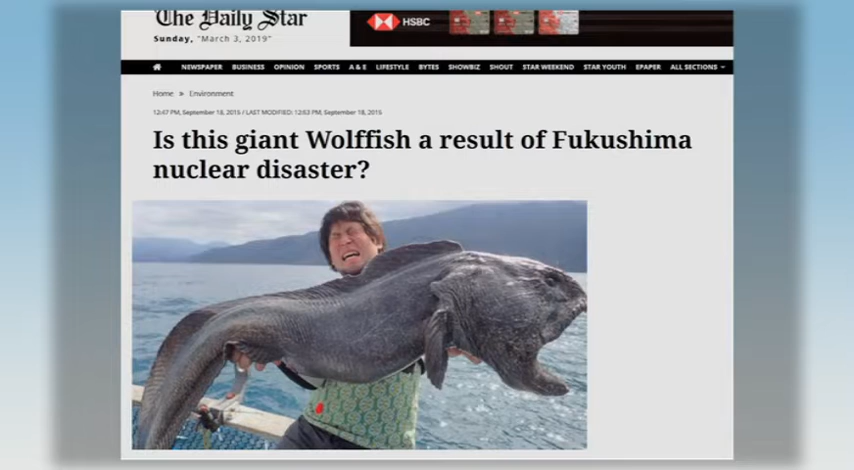 The Daily Star
HSBC
Sunday, "March 3, 2019"
NEWSPAPER BUSINESS OPINION SPORTS A & E LIFESTYLE BYTES SHOWBIZ SHOUT STAR WEEKEND STAR YOUTH EPAPER ALL SECTIONS
Home » Environment
12:47 PM, September 18, 2015 / LAST MODIFIED: 12:53 PM, September 18, 2015
Is this giant Wolffish a result of Fukushima
nuclear disaster?